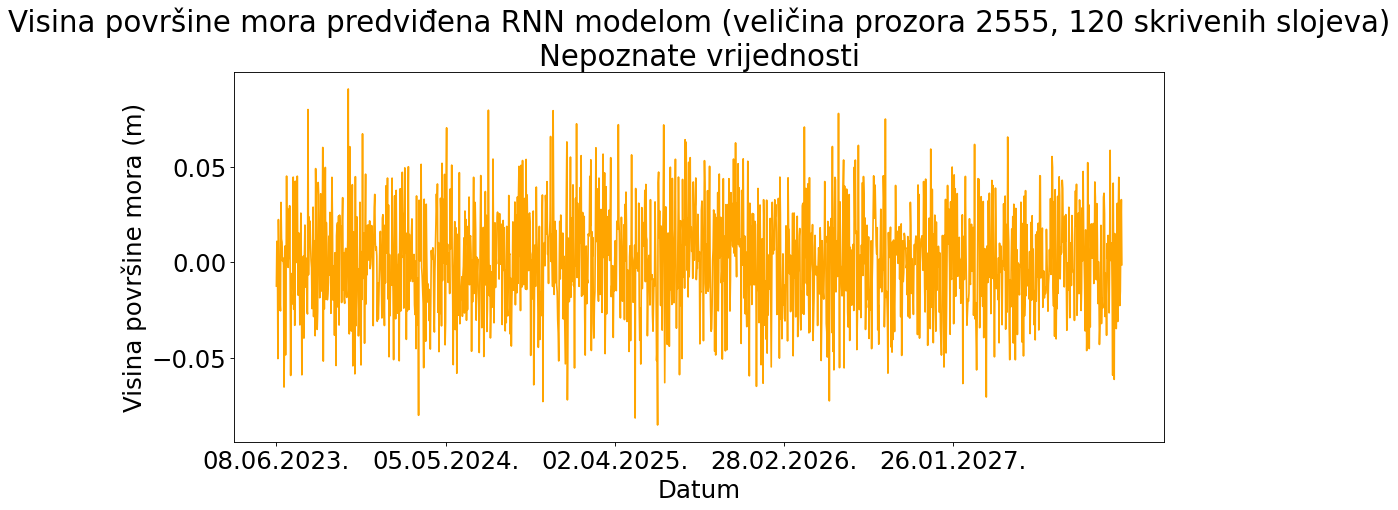 Visina površine mora predviđena RNN modelom (veličina prozora 2555, 120 skrivenih slojeva)
Nepoznate vrijednosti
Visina površine mora (m)
0.05
0.00
−0.05
08.06.2023. 05.05.2024. 02.04.2025. 28.02.2026. 26.01.2027.
Datum